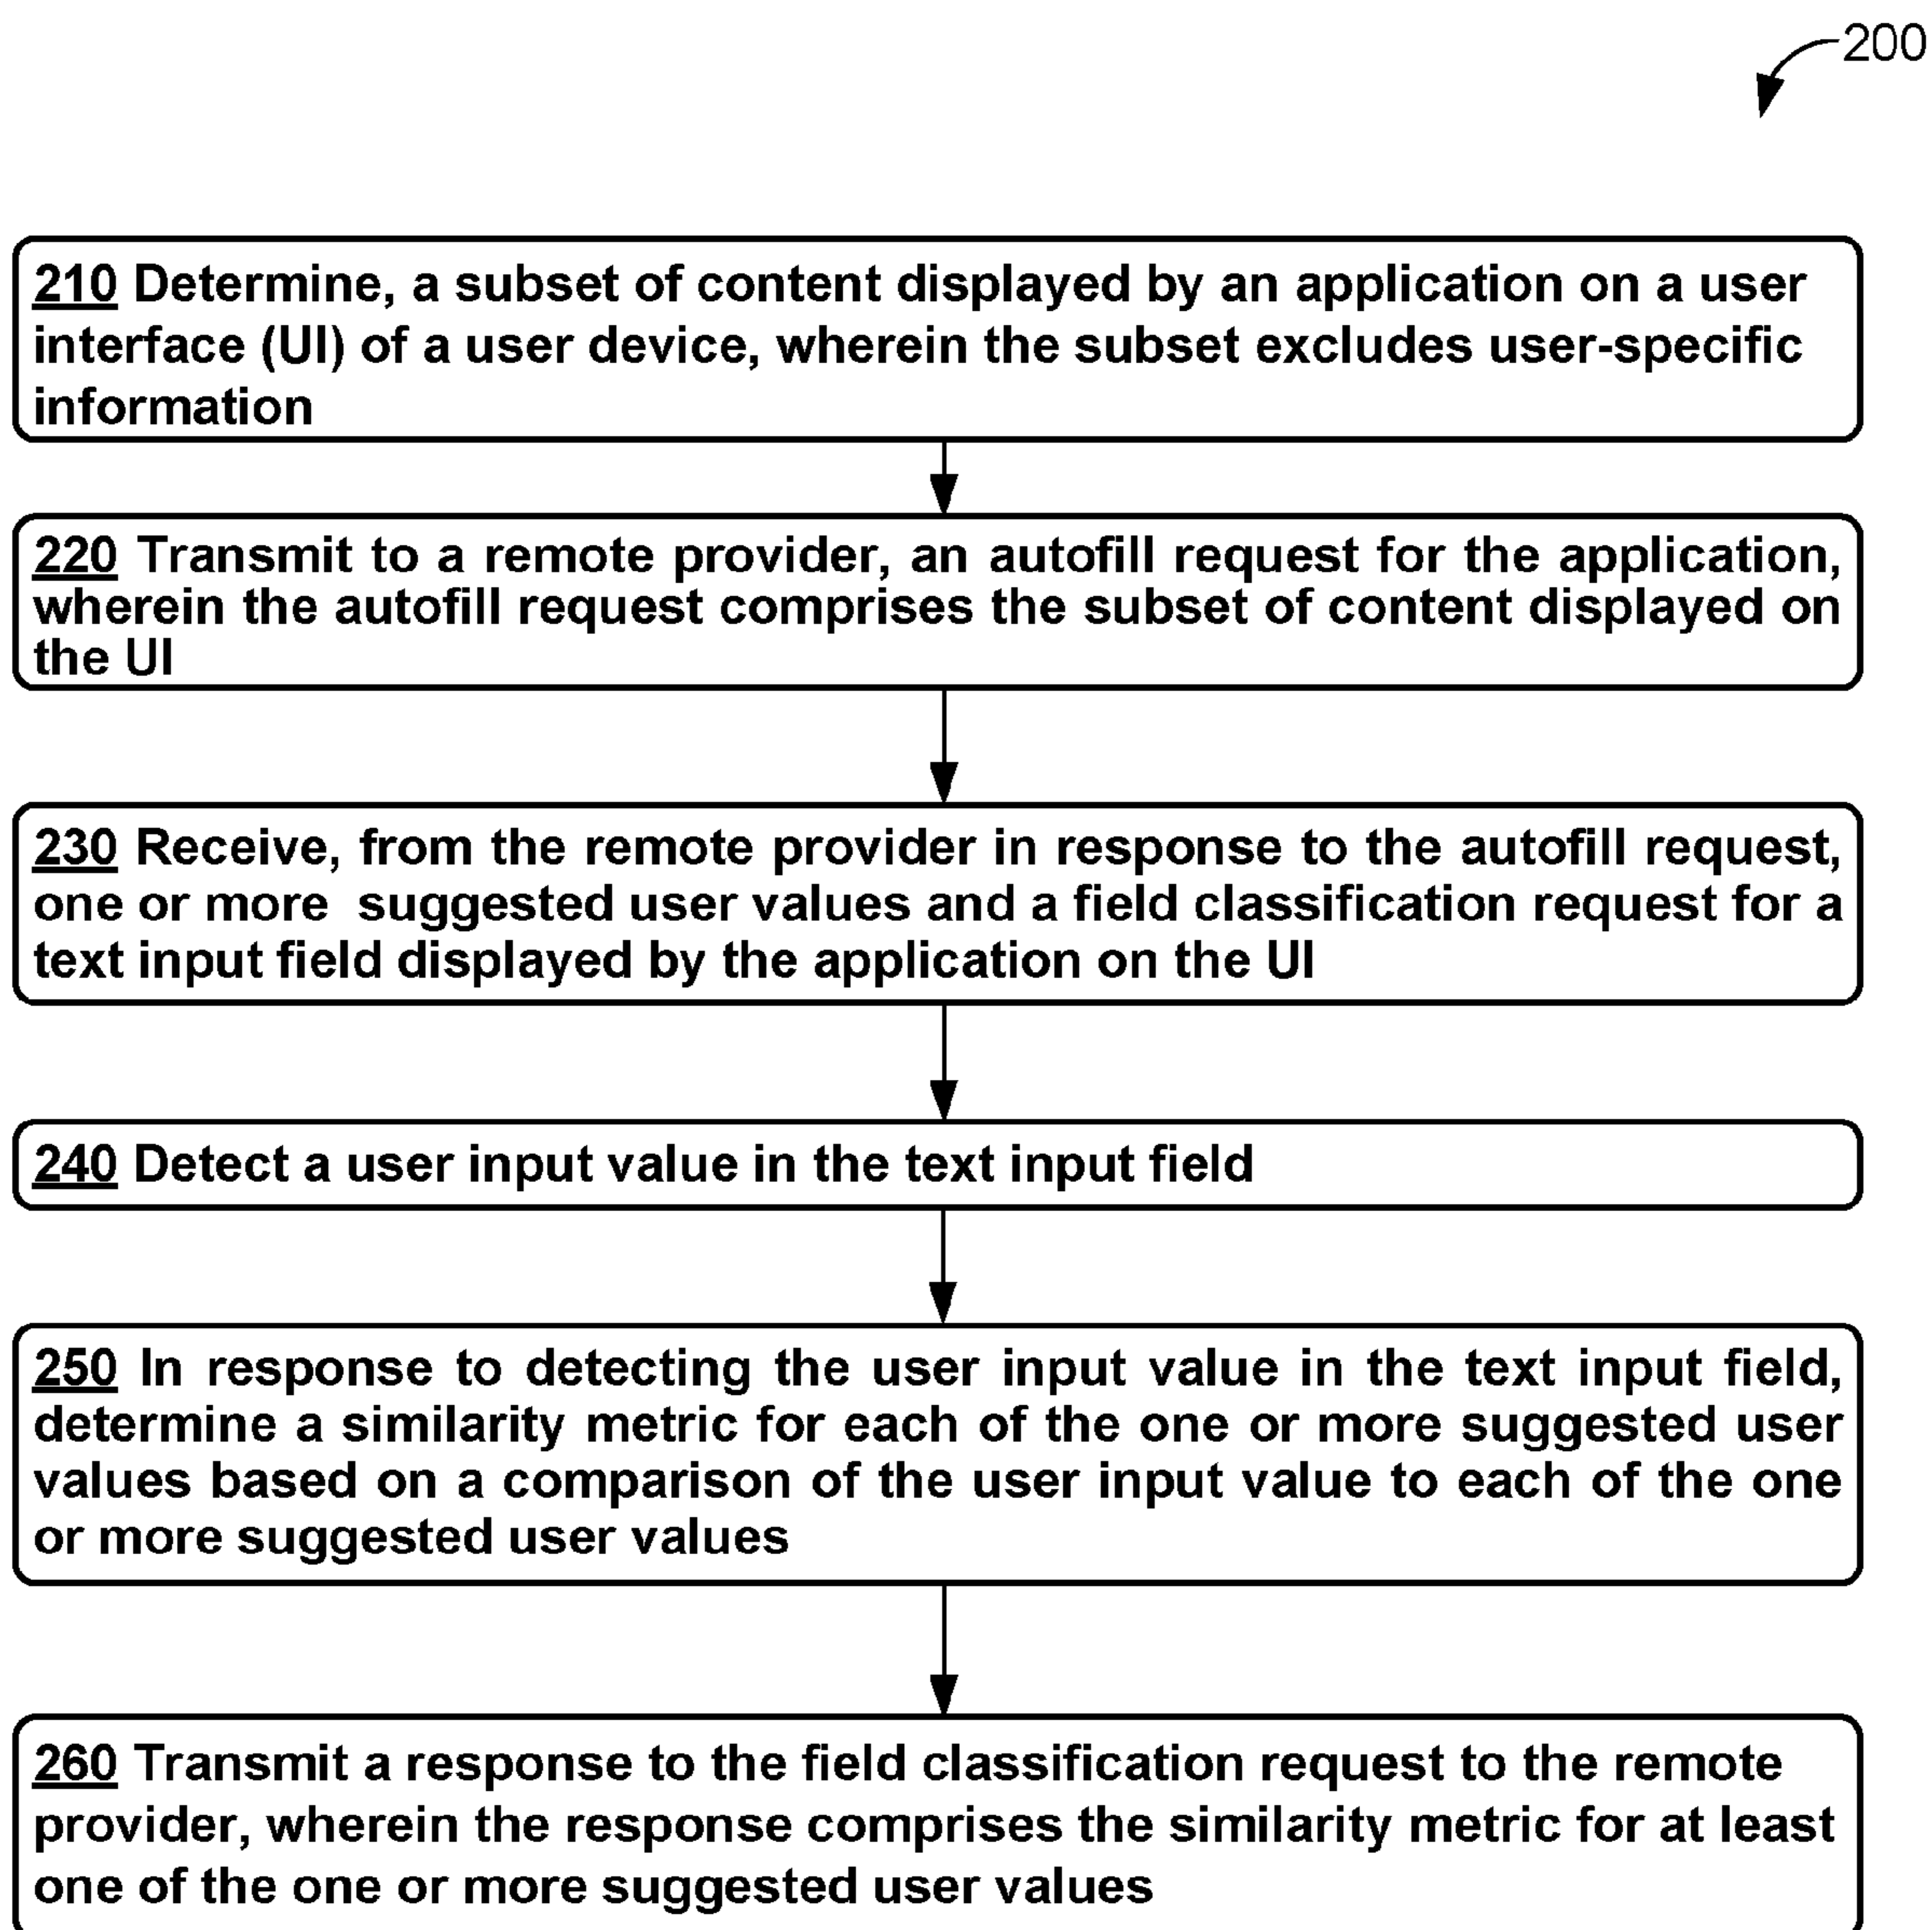 200
210 Determine, a subset of content displayed by an application on a user
interface (UI) of a user device, wherein the subset excludes user-specific
information
220 Transmit to a remote provider, an autofill request for the application,
wherein the autofill request comprises the subset of content displayed on
the UI
230 Receive, from the remote provider in response to the autofill request,
one or more suggested user values and a field classification request for a
text input field displayed by the application on the UI
240 Detect a user input value in the text input field
250 In response to detecting the user input value in the text input field,
determine a similarity metric for each of the one or more suggested user
values based on a comparison of the user input value to each of the one
or more suggested user values
260 Transmit a response to the field classification request to the remote
provider, wherein the response comprises the similarity metric for at least
one of the one or more suggested user values